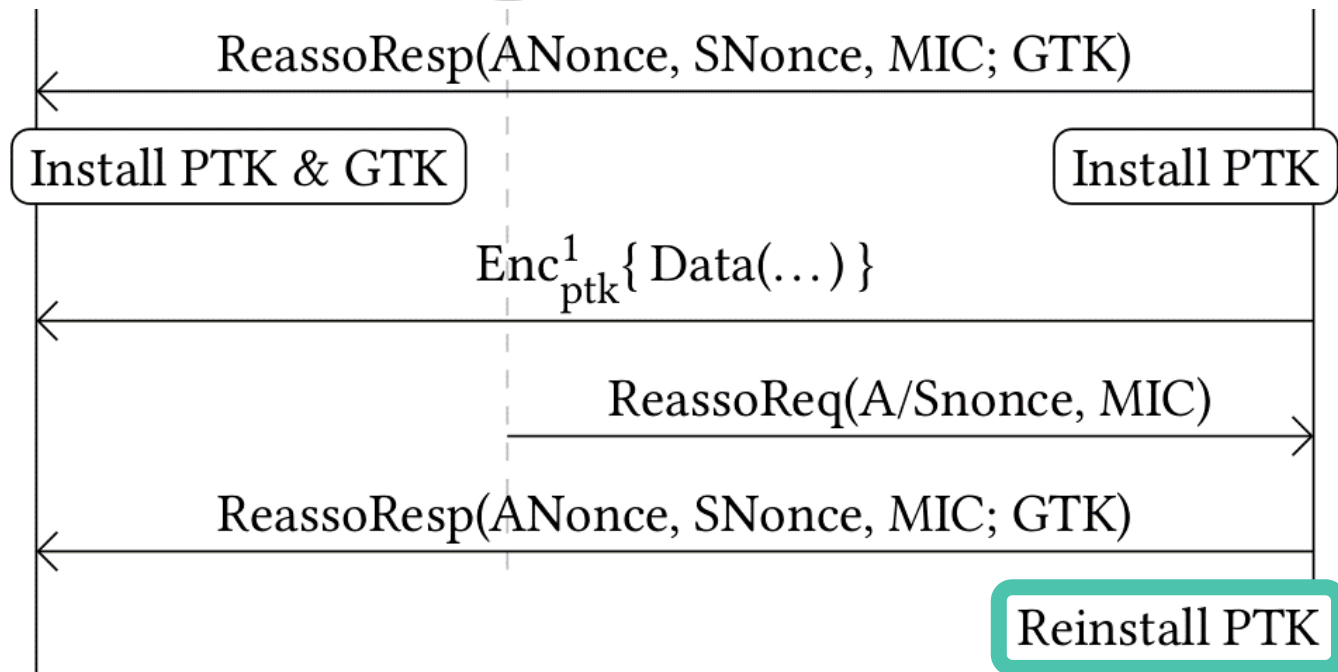 ReassoResp(ANonce, SNonce, MIC; GTK)
Install PTK & GTK
Install PTK
Enc¹ptk{ Data(…) }
ReassoReq(A/Snonce, MIC)
ReassoResp(ANonce, SNonce, MIC; GTK)
Reinstall PTK